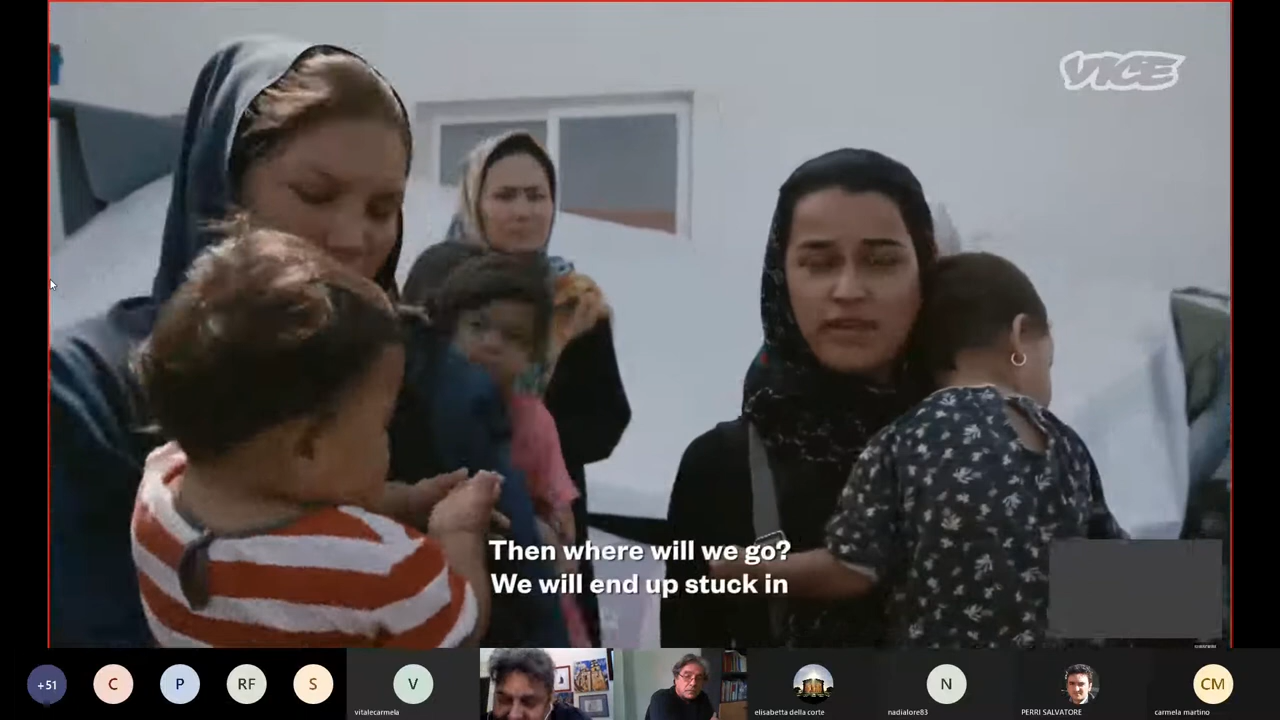 VICE
Then where will we go?
We will end up stuck in
+51
C
P
RF
S
V
N
CM
vitalecarmela
elisabetta della corte
nadialore83
PERRI SALVATORE
carmela martino